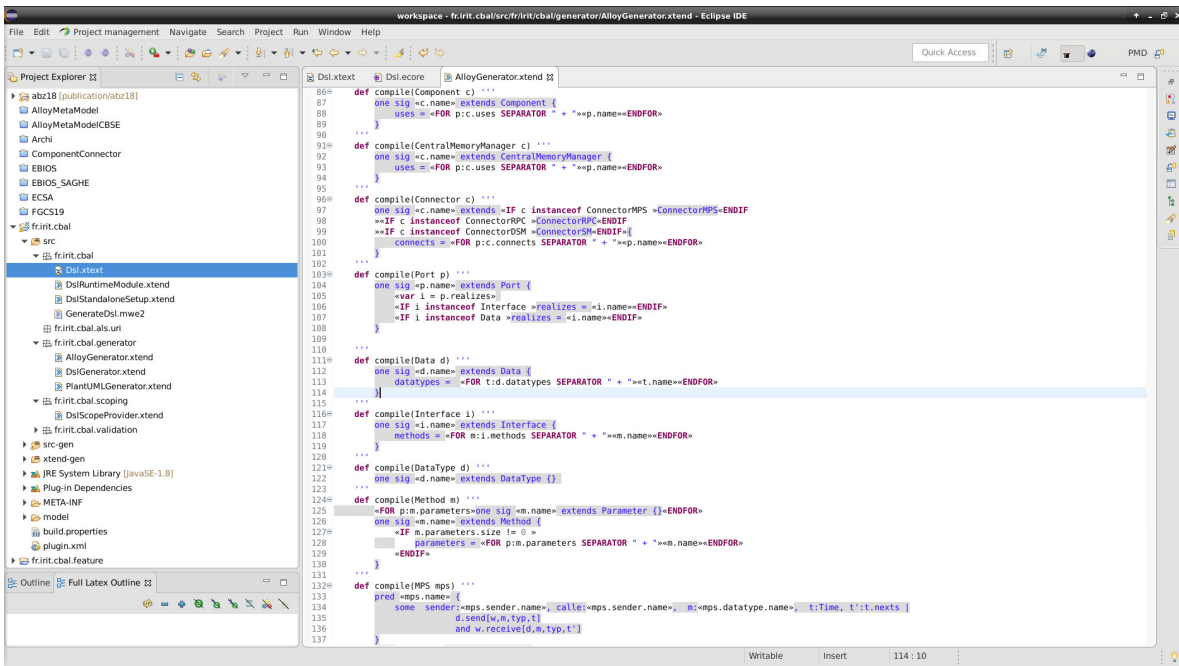 workspace - fr.irit.cbal/src/fr/irit/cbal/generator/AlloyGenerator.xtend - Eclipse IDE
File Edit Project management Navigate Search Project Run Window Help
Quick Access
PMD
Project Explorer
abz18 [publication/abz18]
AlloyMetaModel
AlloyMetaModelCBSE
Archi
ComponentConnector
EBIOS
EBIOS_SAGHE
ECSA
FGCS19
fr.irit.cbal
src
fr.irit.cbal
Dsl.xtext
DslRuntimeModule.xtend
DslStandaloneSetup.xtend
GenerateDsl.mwe2
fr.irit.cbal.als.uri
fr.irit.cbal.generator
AlloyGenerator.xtend
DslGenerator.xtend
PlantUMLGenerator.xtend
fr.irit.cbal.scoping
DslScopeProvider.xtend
fr.irit.cbal.validation
src-gen
xtend-gen
JRE System Library [JavaSE-1.8]
Plug-in Dependencies
META-INF
model
build.properties
plugin.xml
fr.irit.cbal.feature
Outline Full Latex Outline
Dsl.xtext Dsl.ecore AlloyGenerator.xtend
86 def compile(Component c) '''
87 one sig «c.name» extends Component {
88 uses = «FOR p:c.uses SEPARATOR " + "»«p.name»«ENDFOR»
89 }
90 '''
91 def compile(CentralMemoryManager c) '''
92 one sig «c.name» extends CentralMemoryManager {
93 uses = «FOR p:c.uses SEPARATOR " + "»«p.name»«ENDFOR»
94 }
95 '''
96 def compile(Connector c) '''
97 one sig «c.name» extends «IF c instanceof ConnectorMPS »ConnectorMPS«ENDIF
98 »«IF c instanceof ConnectorRPC »ConnectorRPC«ENDIF
99 »«IF c instanceof ConnectorDSM »ConnectorSM«ENDIF»{
100 connects = «FOR p:c.connects SEPARATOR " + "»«p.name»«ENDFOR»
101 }
102 '''
103 def compile(Port p) '''
104 one sig «p.name» extends Port {
105 «var i = p.realizes»
106 «IF i instanceof Interface »realizes = «i.name»«ENDIF»
107 «IF i instanceof Data »realizes = «i.name»«ENDIF»
108 }
109
110 '''
111 def compile(Data d) '''
112 one sig «d.name» extends Data {
113 datatypes = «FOR t:d.datatypes SEPARATOR " + "»«t.name»«ENDFOR»
114 }
115 '''
116 def compile(Interface i) '''
117 one sig «i.name» extends Interface {
118 methods = «FOR m:i.methods SEPARATOR " + "»«m.name»«ENDFOR»
119 }
120 '''
121 def compile(DataType d) '''
122 one sig «d.name» extends DataType {}
123 '''
124 def compile(Method m) '''
125 «FOR p:m.parameters»one sig «m.name» extends Parameter {}«ENDFOR»
126 one sig «m.name» extends Method {
127 «IF m.parameters.size != 0 »
128 parameters = «FOR p:m.parameters SEPARATOR " + "»«m.name»«ENDFOR»
129 «ENDIF»
130 }
131 '''
132 def compile(MPS mps) '''
133 pred «mps.name» {
134 some sender:«mps.sender.name», calle:«mps.sender.name», m:«mps.datatype.name», t:Time, t':t.nexts |
135 d.send[w,m,typ,t]
136 and w.receive[d,m,typ,t']
137 }
Writable Insert 114 : 10